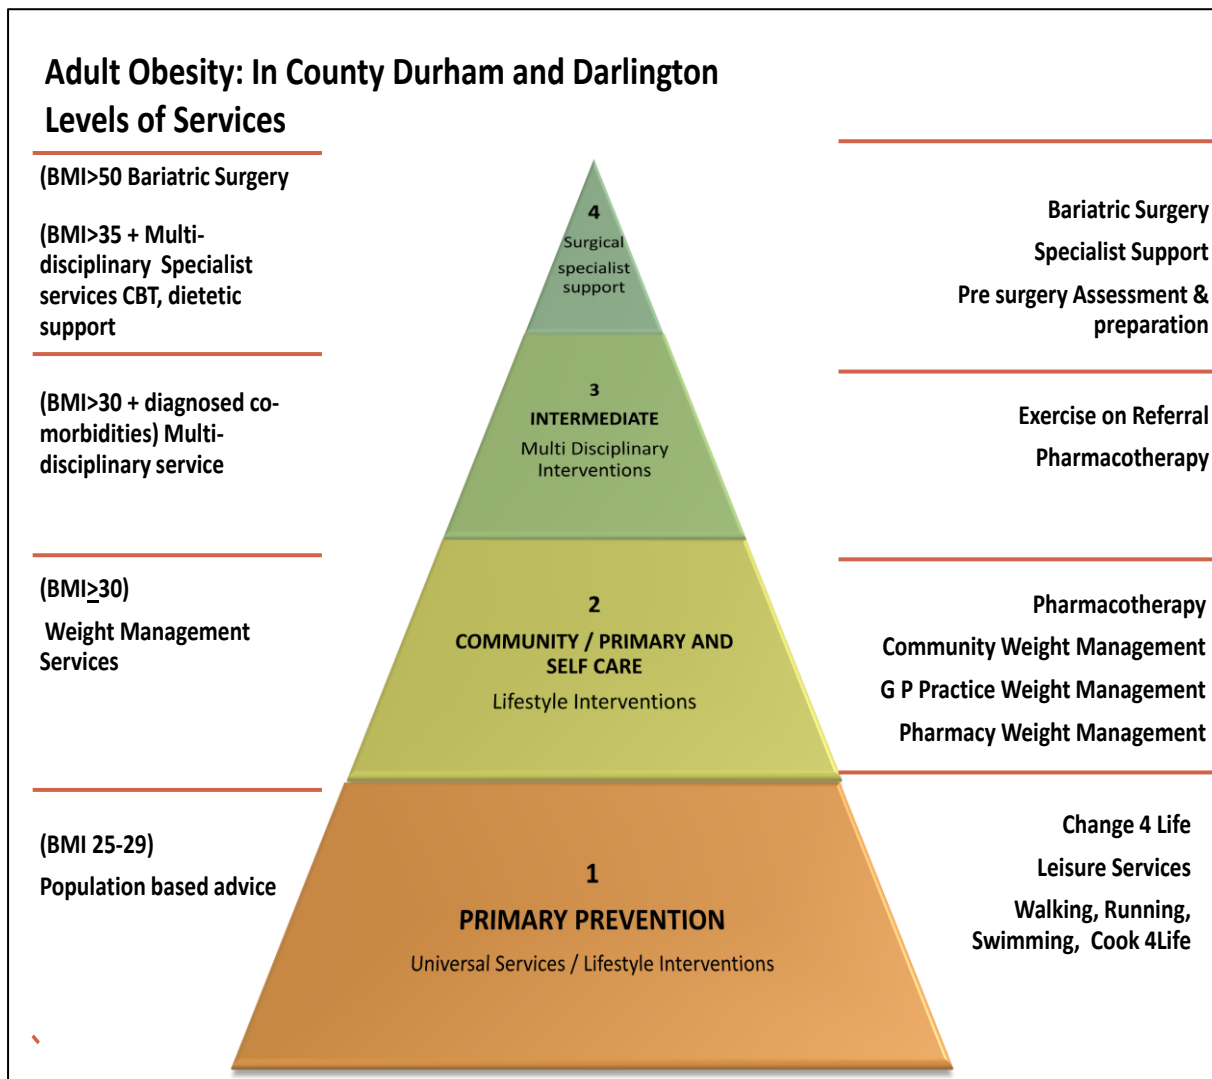 Adult Obesity: In County Durham and Darlington
Levels of Services
(BMI>50 Bariatric Surgery
(BMI>35 + Multi-
disciplinary  Specialist
services CBT, dietetic
support
4
Surgical
specialist
support
Bariatric Surgery
Specialist Support
Pre surgery Assessment &
preparation
(BMI>30 + diagnosed co-
morbidities) Multi-
disciplinary service
3
INTERMEDIATE
Multi Disciplinary
Interventions
Exercise on Referral
Pharmacotherapy
(BMI≥30)
Weight Management
Services
2
COMMUNITY / PRIMARY AND
SELF CARE
Lifestyle Interventions
Pharmacotherapy
Community Weight Management
G P Practice Weight Management
Pharmacy Weight Management
(BMI 25-29)
Population based advice
1
PRIMARY PREVENTION
Universal Services / Lifestyle Interventions
Change 4 Life
Leisure Services
Walking, Running,
Swimming,  Cook 4Life